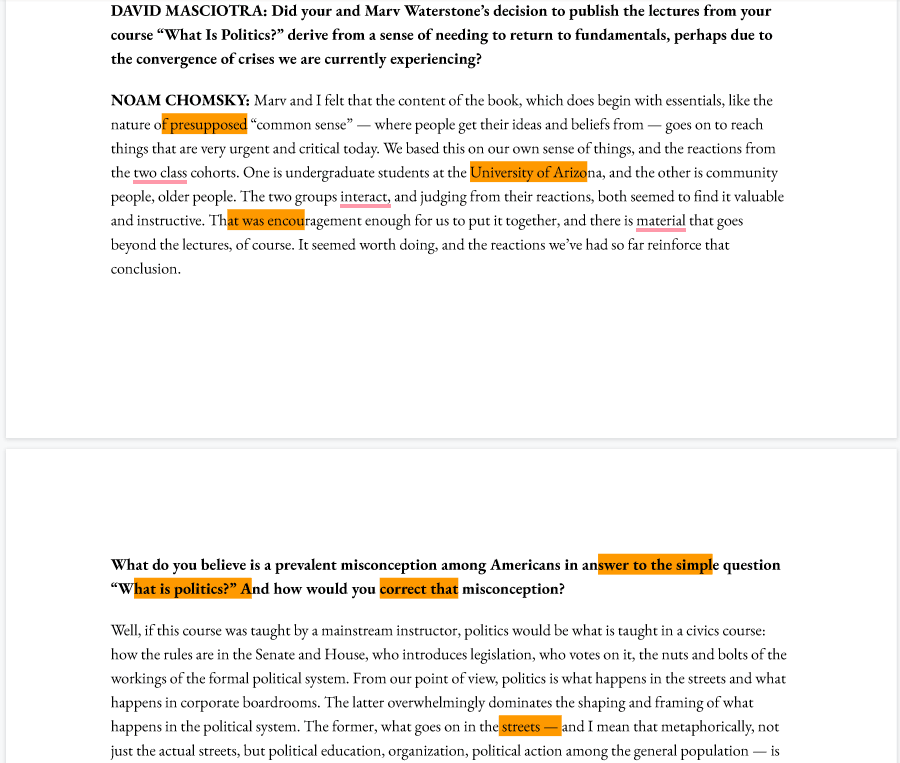 DAVID MASCIOTRA: Did your and Marv Waterstone’s decision to publish the lectures from your
course “What Is Politics?” derive from a sense of needing to return to fundamentals, perhaps due to
the convergence of crises we are currently experiencing?
NOAM CHOMSKY: Marv and I felt that the content of the book, which does begin with essentials, like the
nature of presupposed “common sense” — where people get their ideas and beliefs from — goes on to reach
things that are very urgent and critical today. We based this on our own sense of things, and the reactions from
the two class cohorts. One is undergraduate students at the University of Arizona, and the other is community
people, older people. The two groups interact, and judging from their reactions, both seemed to find it valuable
and instructive. That was encouragement enough for us to put it together, and there is material that goes
beyond the lectures, of course. It seemed worth doing, and the reactions we’ve had so far reinforce that
conclusion.
What do you believe is a prevalent misconception among Americans in answer to the simple question
“What is politics?” And how would you correct that misconception?
Well, if this course was taught by a mainstream instructor, politics would be what is taught in a civics course:
how the rules are in the Senate and House, who introduces legislation, who votes on it, the nuts and bolts of the
workings of the formal political system. From our point of view, politics is what happens in the streets and what
happens in corporate boardrooms. The latter overwhelmingly dominates the shaping and framing of what
happens in the political system. The former, what goes on in the streets — and I mean that metaphorically, not
just the actual streets, but political education, organization, political action among the general population — is